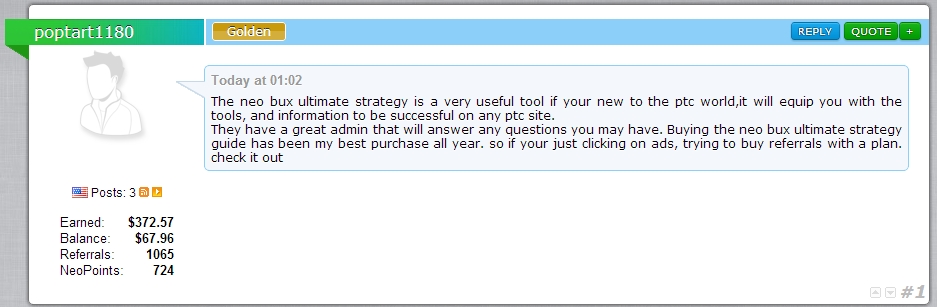 poptart1180
Golden
REPLY
QUOTE
+
Today at 01:02
The neo bux ultimate strategy is a very useful tool if your new to the ptc world,it will equip you with the
tools, and information to be successful on any ptc site.
They have a great admin that will answer any questions you may have. Buying the neo bux ultimate strategy
guide has been my best purchase all year. so if your just clicking on ads, trying to buy referrals with a plan.
check it out
Posts: 3
Earned: $372.57
Balance: $67.96
Referrals: 1065
NeoPoints: 724
#1